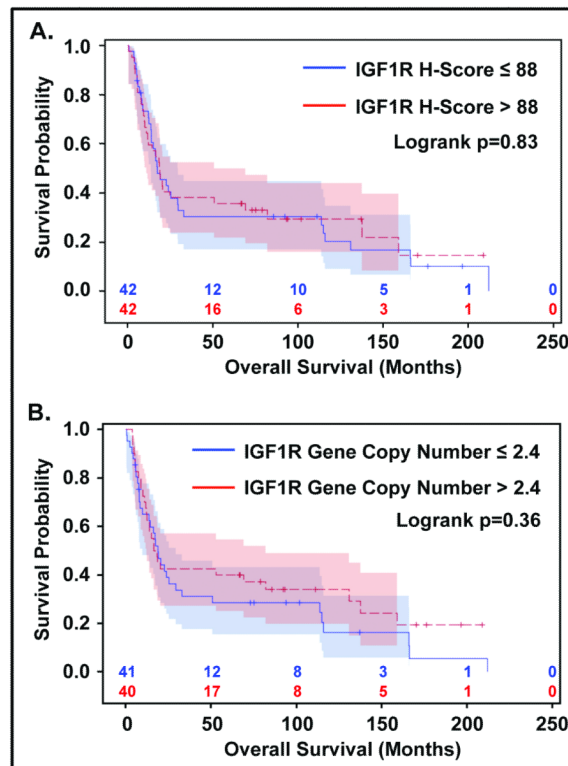 A.
IGF1R H-Score ≤ 88
IGF1R H-Score > 88
Logrank p=0.83
Survival Probability
1.0
0.8
0.6
0.4
0.2
0.0
42 12 10 5 1 0
42 16 6 3 1 0
0 50 100 150 200 250
Overall Survival (Months)
B.
IGF1R Gene Copy Number ≤ 2.4
IGF1R Gene Copy Number > 2.4
Logrank p=0.36
Survival Probability
1.0
0.8
0.6
0.4
0.2
0.0
41 12 8 3 1 0
40 17 8 5 1 0
0 50 100 150 200 250
Overall Survival (Months)